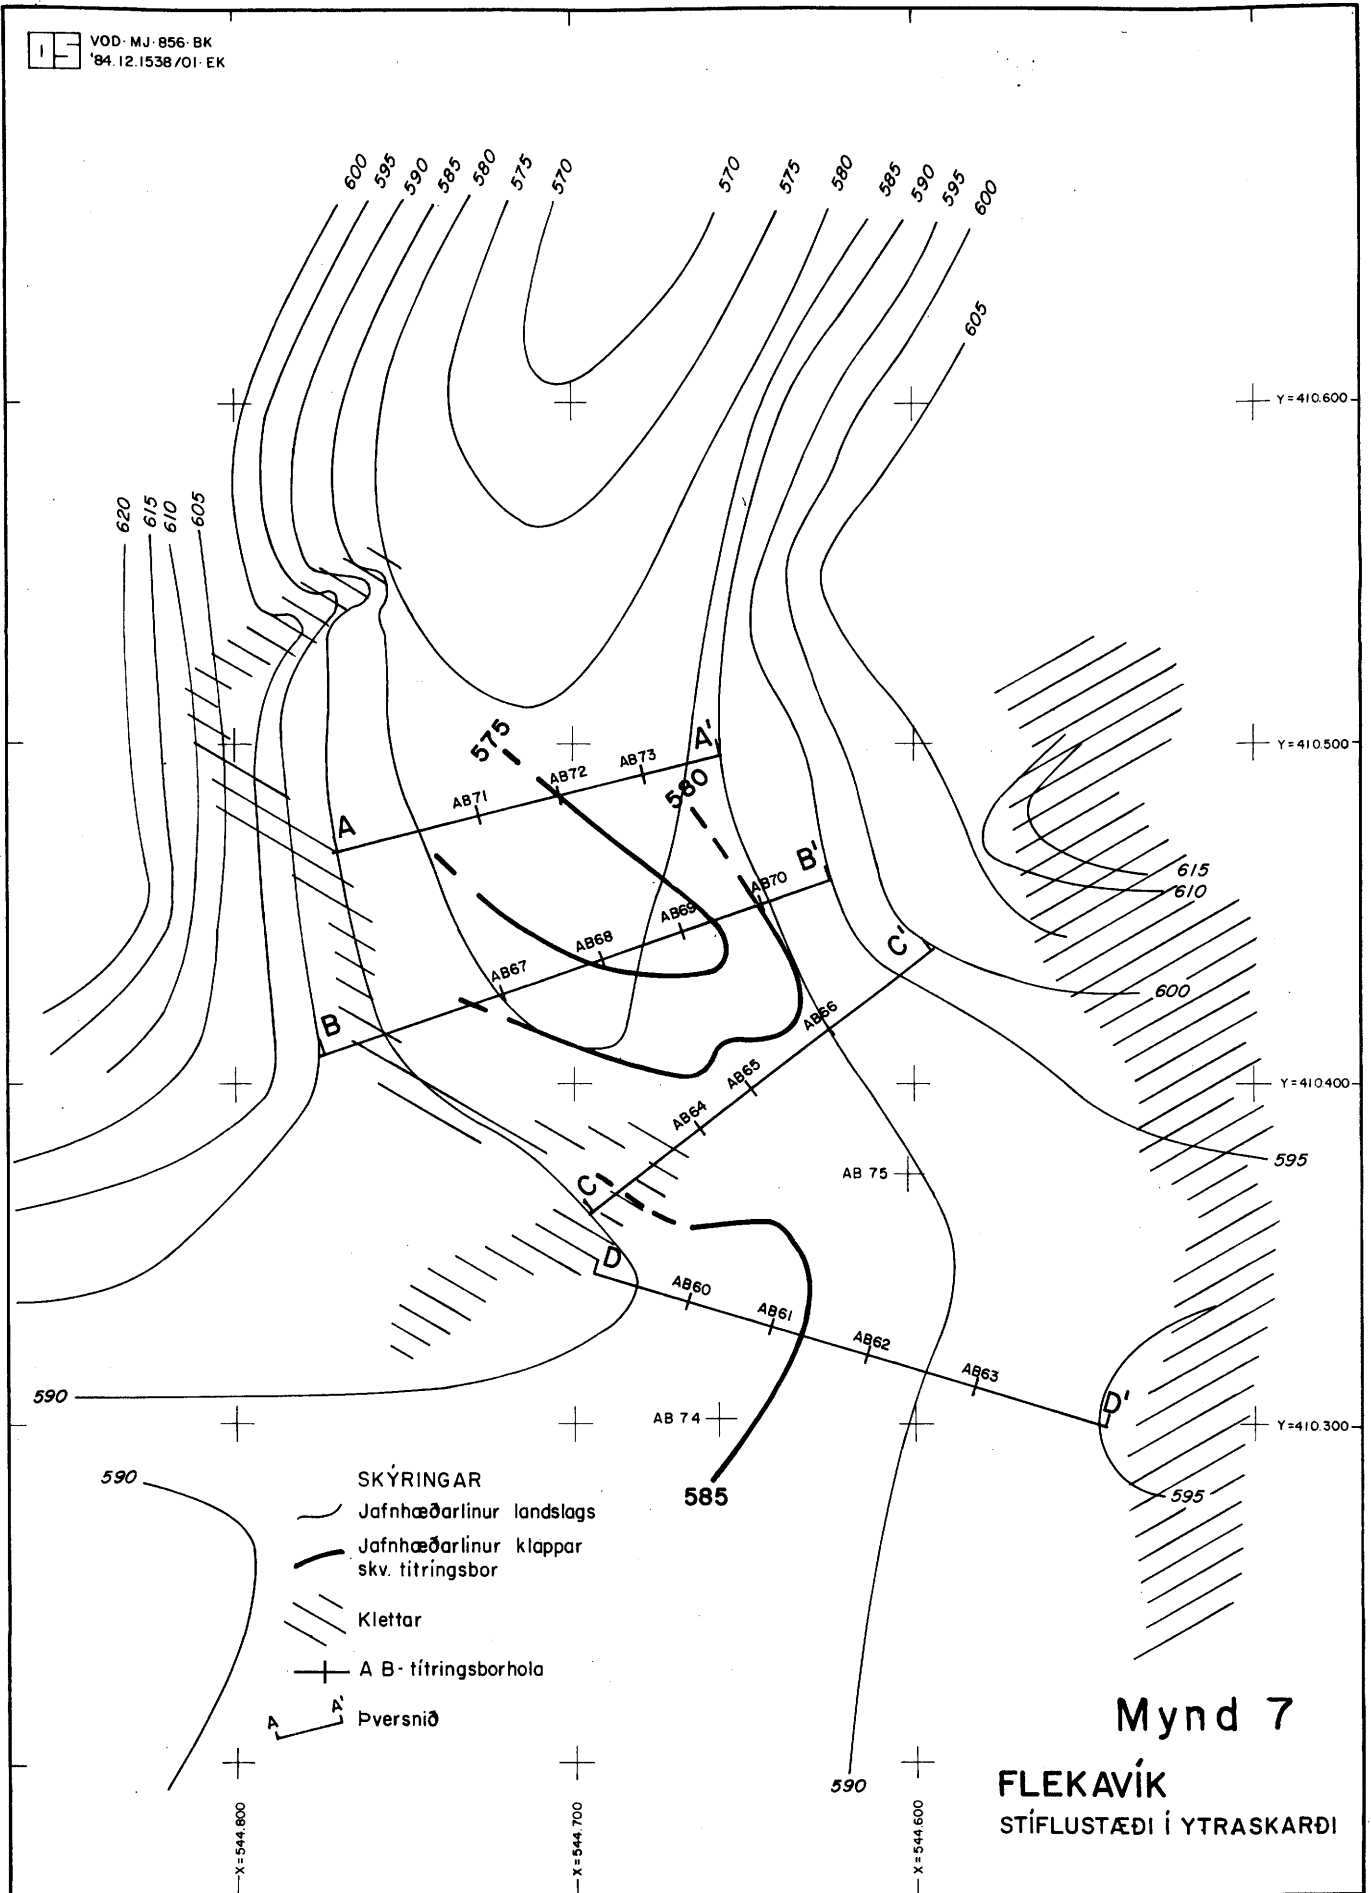 OS
VOD·MJ·856·BK
'84.12.1538/01·EK
600 595 590 585 580 575 570
570 575 580 585 590 595 600
605
Y=410.600
620 615 610 605
575
A'
Y=410.500
AB72 AB73
580
AB71
A
B'
615
AB70
610
AB69
AB68
C'
AB67
600
AB66
B
AB65
Y=410.400
AB64
595
AB 75
C
D
AB60
AB61
AB62
AB63
590
D'
AB 74
Y=410.300
590
585
595
SKÝRINGAR
Jafnhæðarlínur landslags
Jafnhæðarlínur klappar
skv. titringsbor
Klettar
A B - títringsborhola
A A' Þversnið
Mynd 7
590
FLEKAVÍK
STÍFLUSTÆÐI Í YTRASKARÐI
X=544.800
X=544.700
X=544.600